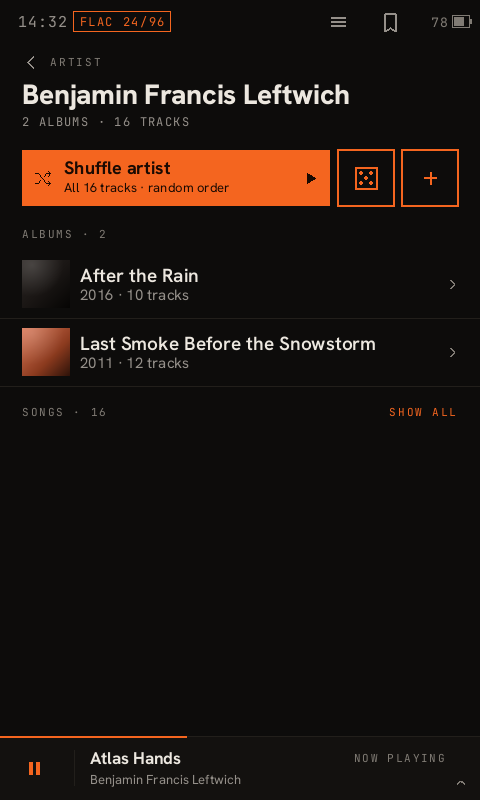 14:32 FLAC 24/96 78
ARTIST
Benjamin Francis Leftwich
2 ALBUMS · 16 TRACKS
Shuffle artist
All 16 tracks · random order
ALBUMS · 2
After the Rain
2016 · 10 tracks
Last Smoke Before the Snowstorm
2011 · 12 tracks
SONGS · 16 SHOW ALL
Atlas Hands
NOW PLAYING
Benjamin Francis Leftwich